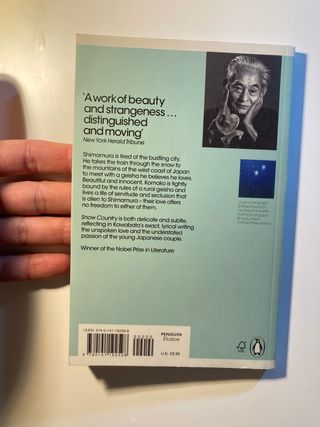 'A work of beauty
and strangeness ...
distinguished
and moving'
New York Herald Tribune
Shimamura is tired of the bustling city.
He takes the train through the snow to
the mountains of the west coast of Japan
to meet with a geisha he believes he loves.
Beautiful and innocent, Komako is tightly
bound by the rules of a rural geisha and
lives a life of servitude and seclusion that
is alien to Shimamura – their love offers
no freedom to either of them.
Snow Country is both delicate and subtle,
reflecting in Kawabata's exact, lyrical writing
the unspoken love and the understated
passion of the young Japanese couple.
Winner of the Nobel Prize in Literature
90000
PENGUIN
Fiction
U.K. £9.99
FSC